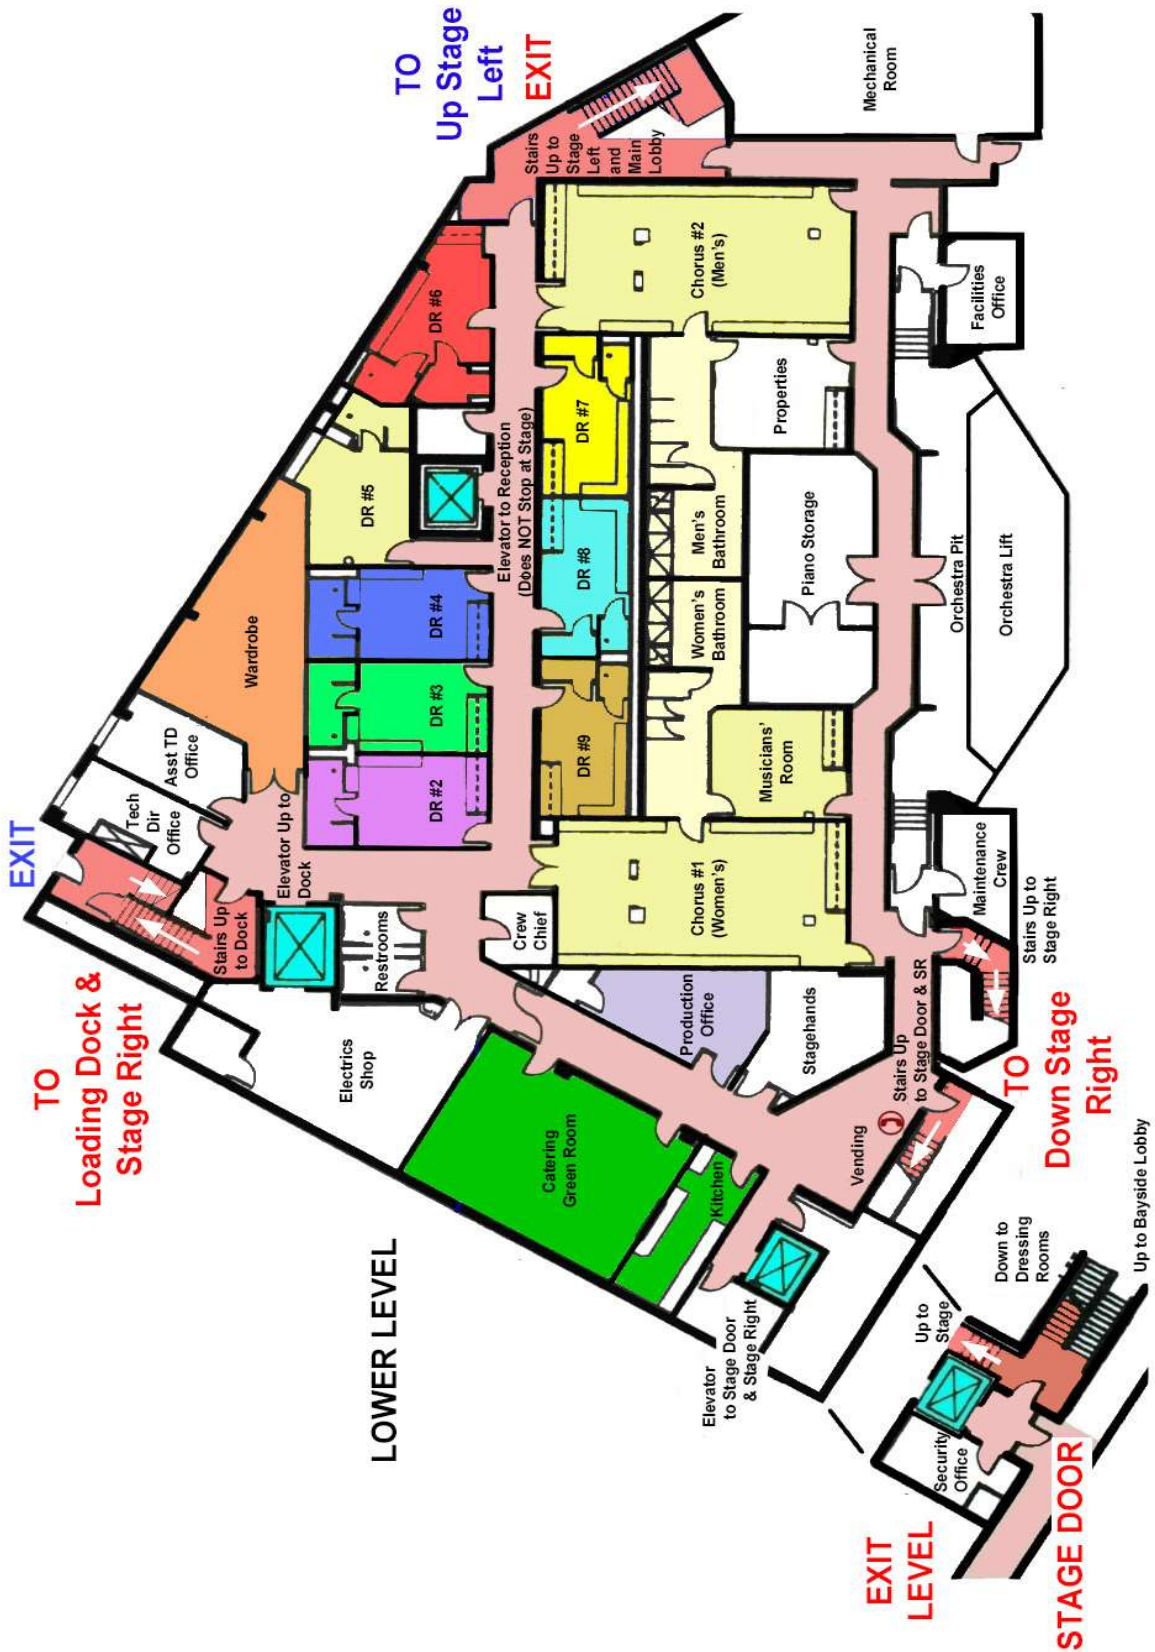 TO
Up Stage
Left
EXIT
Mechanical
Room
Stairs
Up to
Stage
Left
and
Main
Lobby
DR #6
Chorus #2
(Men's)
Facilities
Office
DR #5
Elevator to Reception
(Does NOT Stop at Stage)
DR #7
Properties
Wardrobe
DR #4
DR #8
Men's
Bathroom
Women's
Bathroom
Piano Storage
Orchestra Pit
Orchestra Lift
DR #3
Asst TD
Office
DR #2
DR #9
Musicians'
Room
EXIT
Tech
Dir
Office
Elevator Up to
Dock
Stairs Up
to Dock
Restrooms
Crew
Chief
Chorus #1
(Women's)
Maintenance
Crew
Stairs Up to
Stage Right
TO
Loading Dock &
Stage Right
Electrics
Shop
Production
Office
Stagehands
Stairs Up
to Stage Door & SR
TO
Down Stage
Right
Catering
Green Room
Kitchen
Vending
LOWER LEVEL
Elevator
to Stage Door
& Stage Right
Up to
Stage
Down to
Dressing
Rooms
Up to Bayside Lobby
Security
Office
EXIT
LEVEL
STAGE DOOR